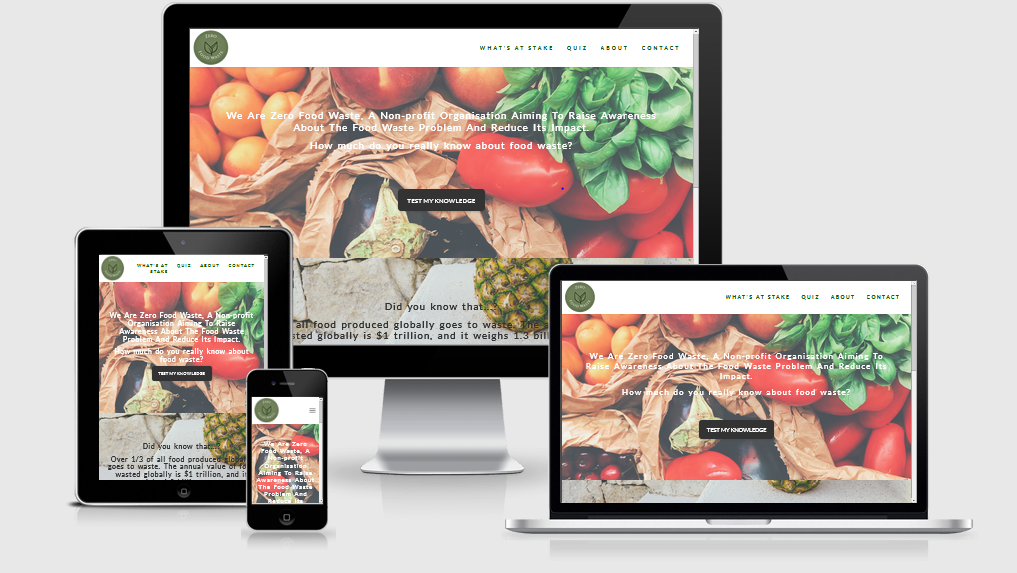 ZERO
FOOD WASTE
WHAT'S AT STAKE QUIZ ABOUT CONTACT
We Are Zero Food Waste, A Non-profit Organisation Aiming To Raise Awareness
About The Food Waste Problem And Reduce Its Impact.
How much do you really know about food waste?
TEST MY KNOWLEDGE
Did you know that...
all food produced globally goes to waste. The
sted globally is $1 trillion, and it weighs 1.3 bil
WHAT'S AT
STAKE QUIZ ABOUT CONTACT
We Are Zero Food Waste, A Non-profit
Organisation Aiming To Raise
Awareness About The Food Waste
Problem And Reduce Its Impact.
How much do you really know about
food waste?
TEST MY KNOWLEDGE
Did you know that...
Over 1/3 of all food produced globally
goes to waste. The annual value of fo
wasted globally is $1 trillion, and it
We Are Zero
Food Waste, A
Non-profit
Organisation
Aiming To Raise
Awareness About
The Food Waste
Problem And
Reduce Its
WHAT'S AT STAKE QUIZ ABOUT CONTACT
We Are Zero Food Waste, A Non-profit Organisation Aiming To
Raise Awareness About The Food Waste Problem And Reduce Its
Impact.
How much do you really know about food waste?
TEST MY KNOWLEDGE